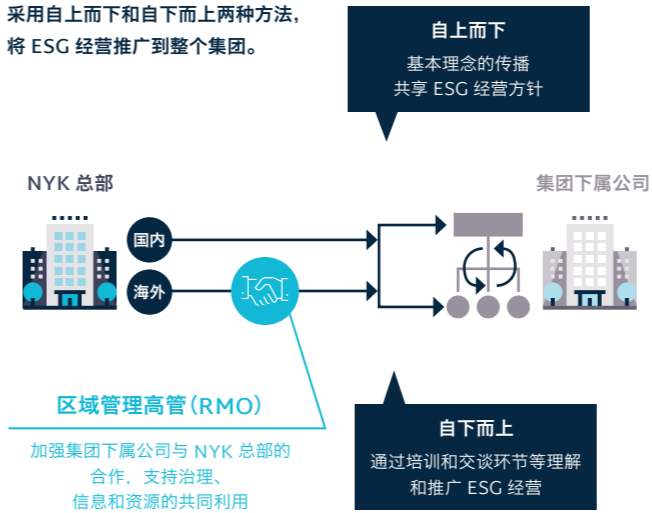 采用自上而下和自下而上两种方法，
将 ESG 经营推广到整个集团。
自上而下
基本理念的传播
共享 ESG 经营方针
NYK 总部
集团下属公司
国内
海外
区域管理高管（RMO）
加强集团下属公司与 NYK 总部的
合作，支持治理、
信息和资源的共同利用
自下而上
通过培训和交谈环节等理解
和推广 ESG 经营